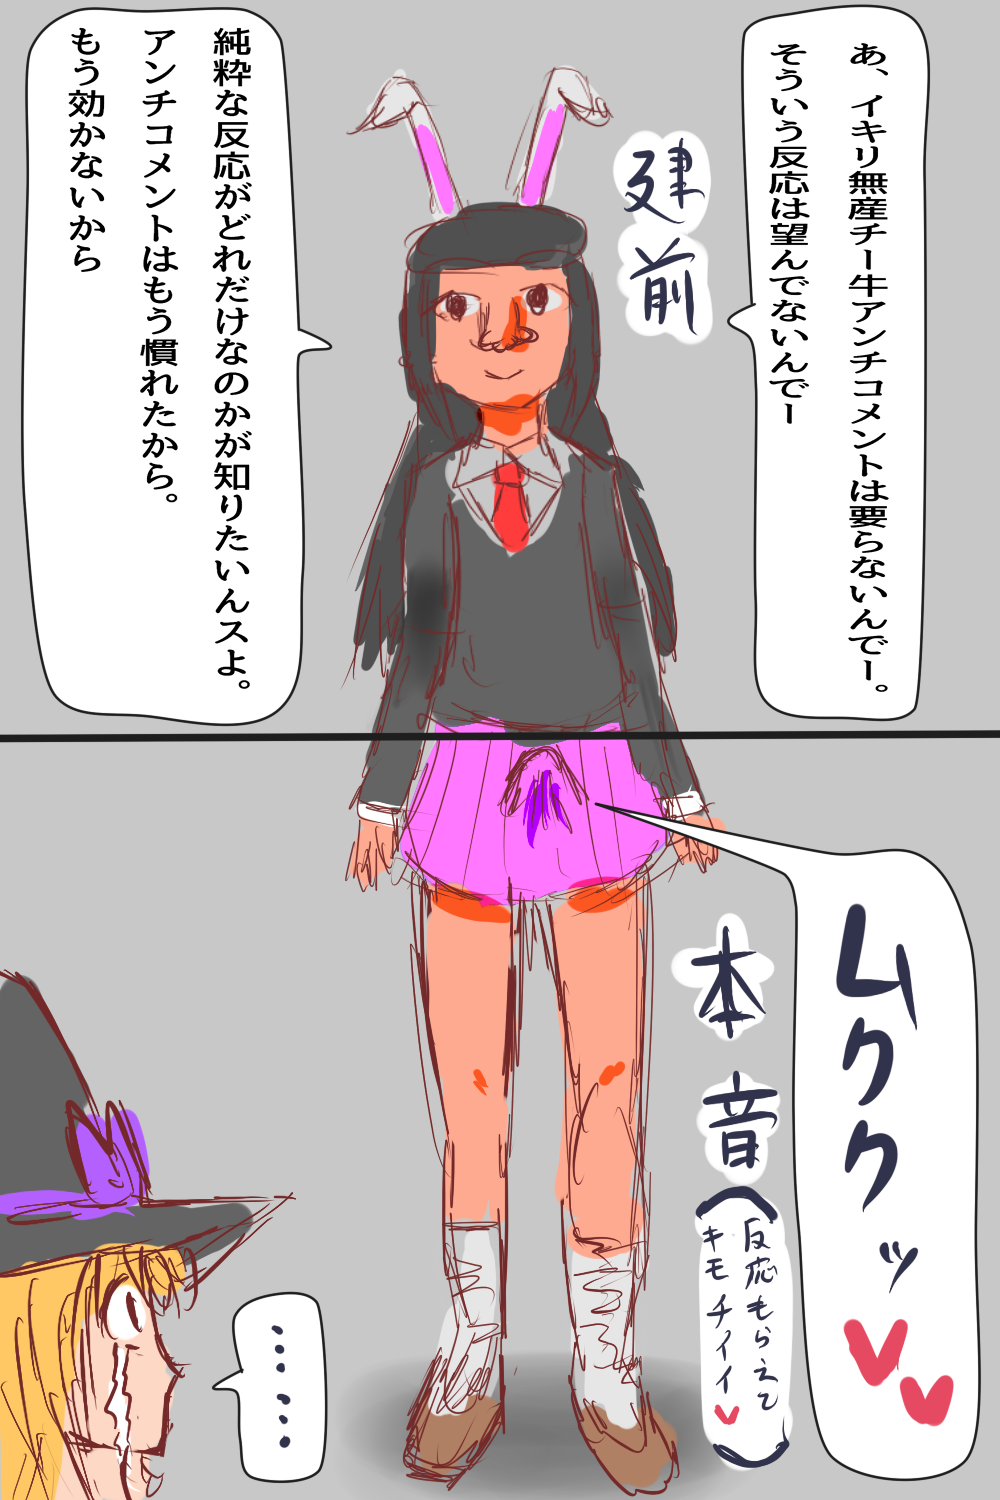 あ、イキリ無産チー牛アンチコメントは要らないんでー。
そういう反応は望んでないんでー
建前
純粋な反応がどれだけなのかが知りたいんスよ。
アンチコメントはもう慣れたから。
もう効かないから
ムククッ
本音
(反応もらえて
キモチイイ)
……